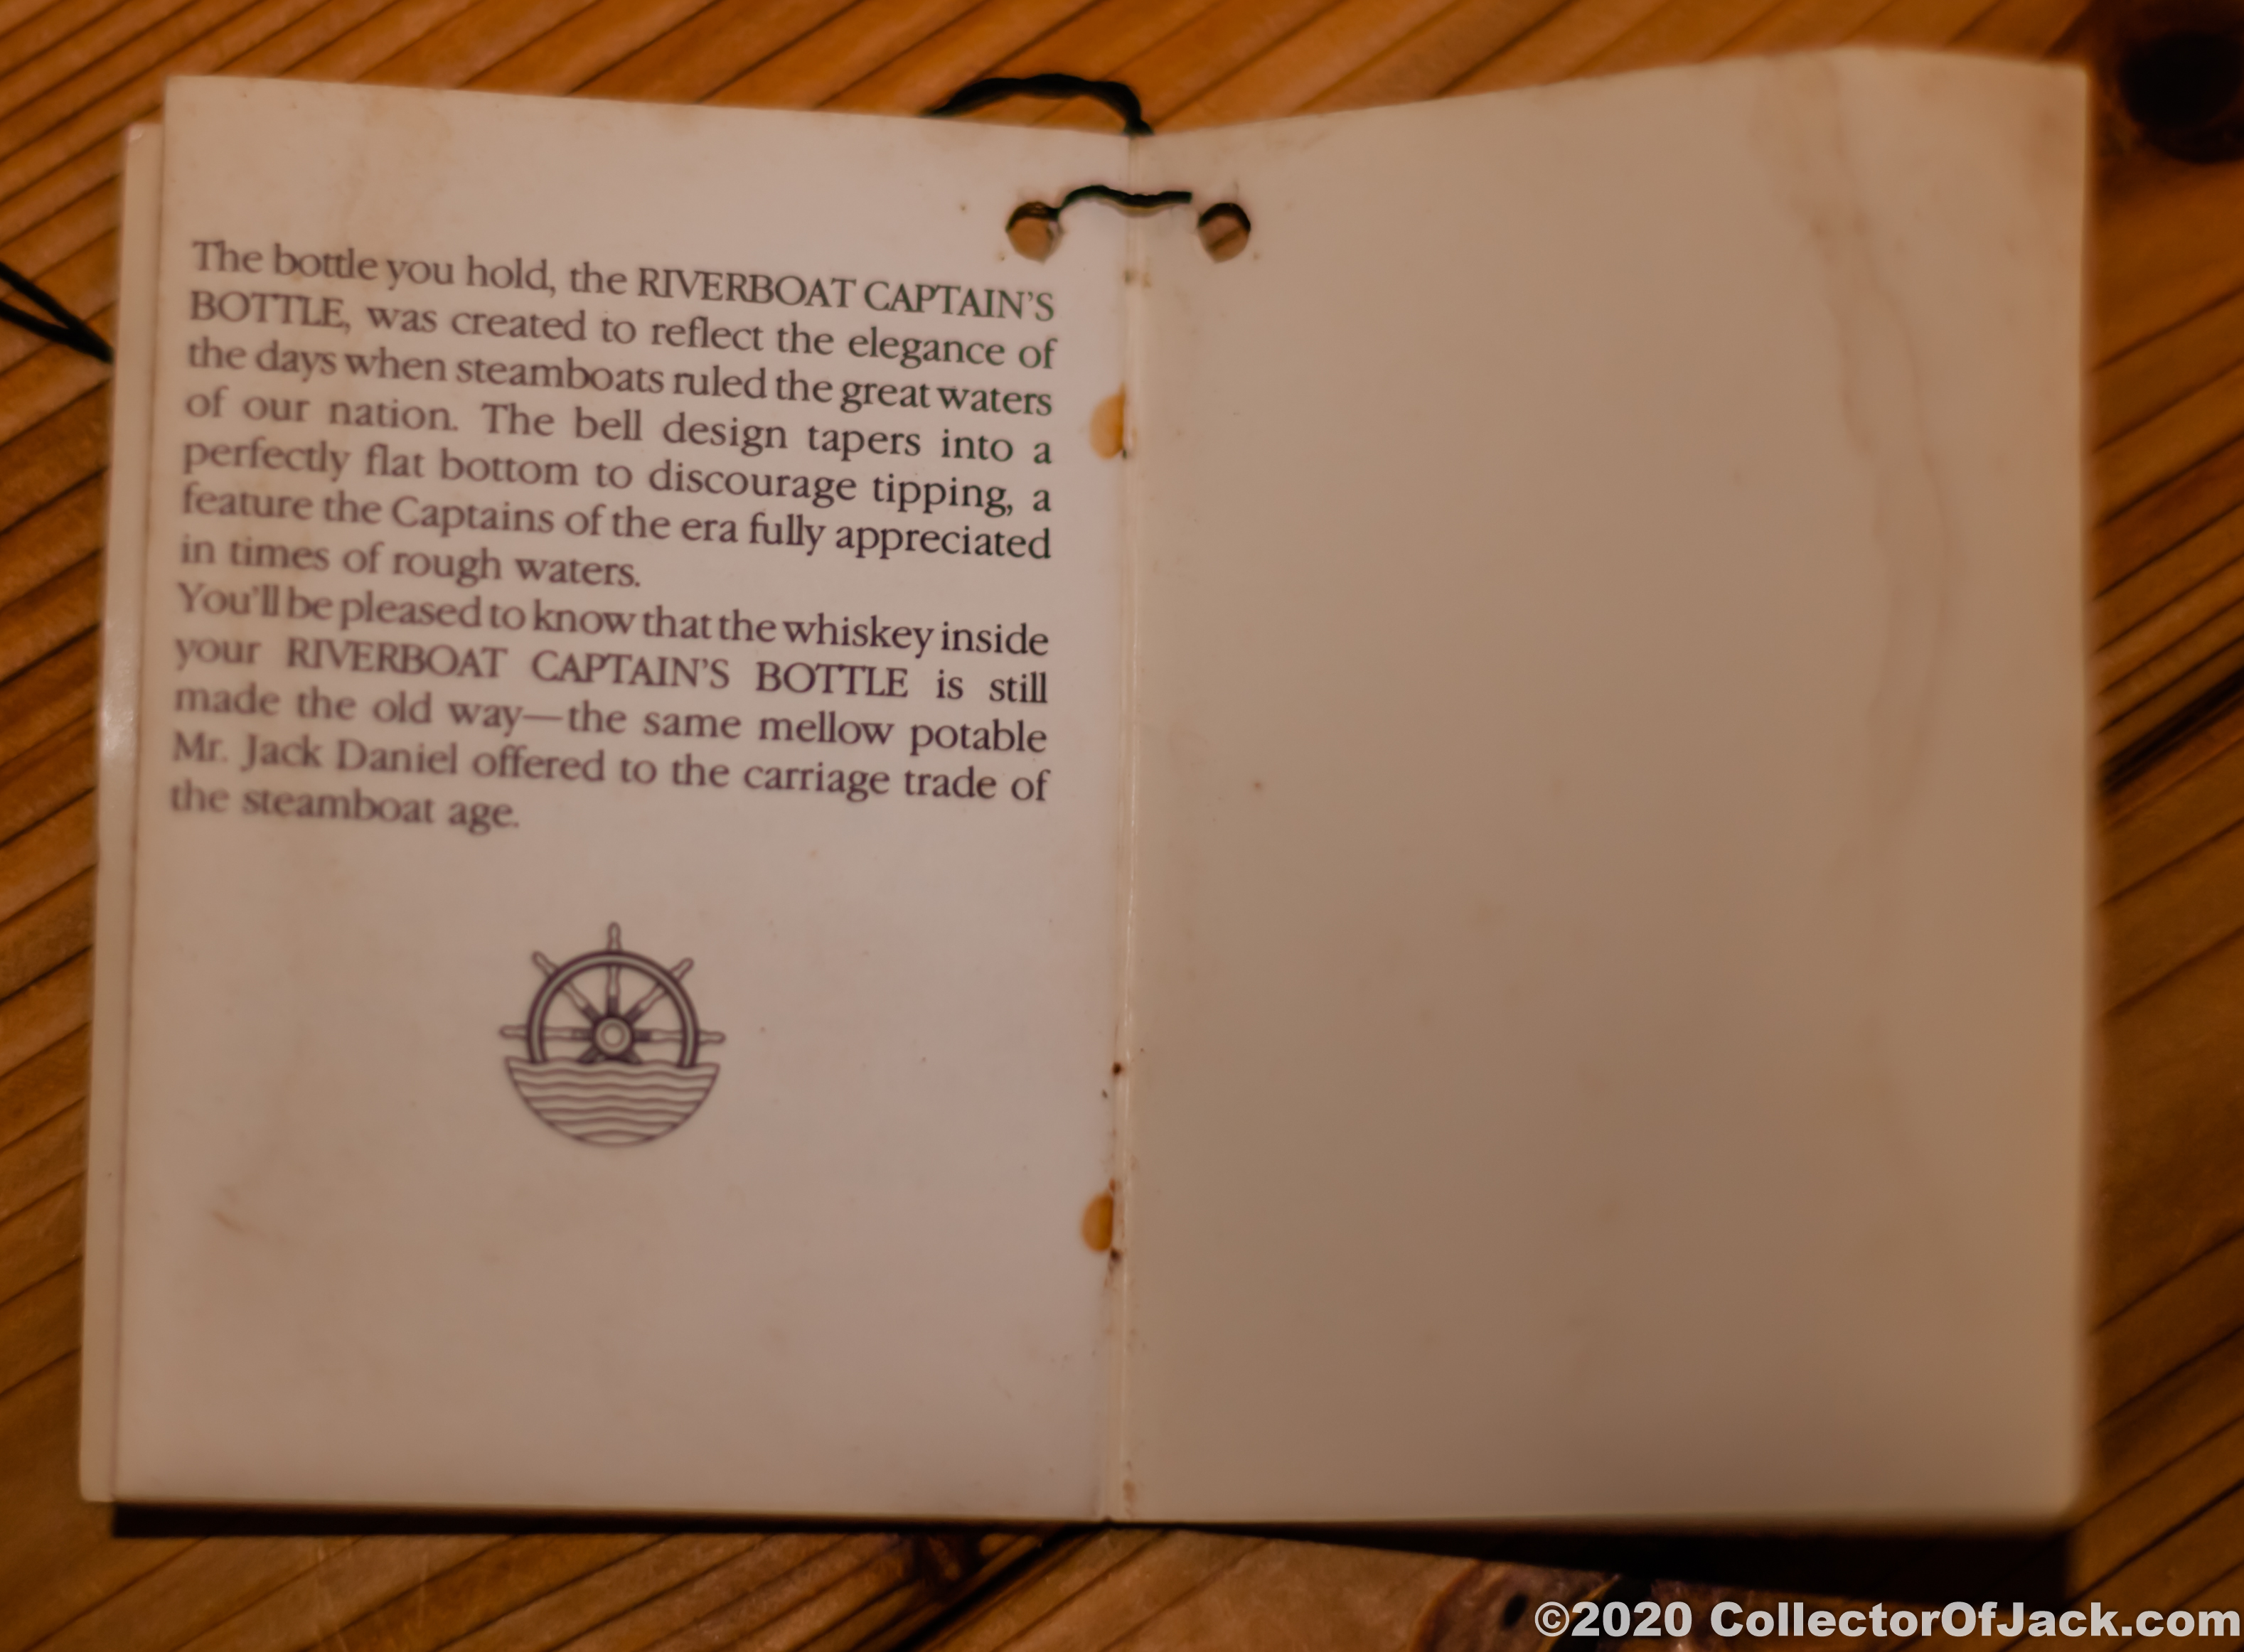 The bottle you hold, the RIVERBOAT CAPTAIN'S
BOTTLE, was created to reflect the elegance of
the days when steamboats ruled the great waters
of our nation. The bell design tapers into a
perfectly flat bottom to discourage tipping, a
feature the Captains of the era fully appreciated
in times of rough waters.
You'll be pleased to know that the whiskey inside
your RIVERBOAT CAPTAIN'S BOTTLE is still
made the old way—the same mellow potable
Mr. Jack Daniel offered to the carriage trade of
the steamboat age.
©2020 CollectorOfJack.com